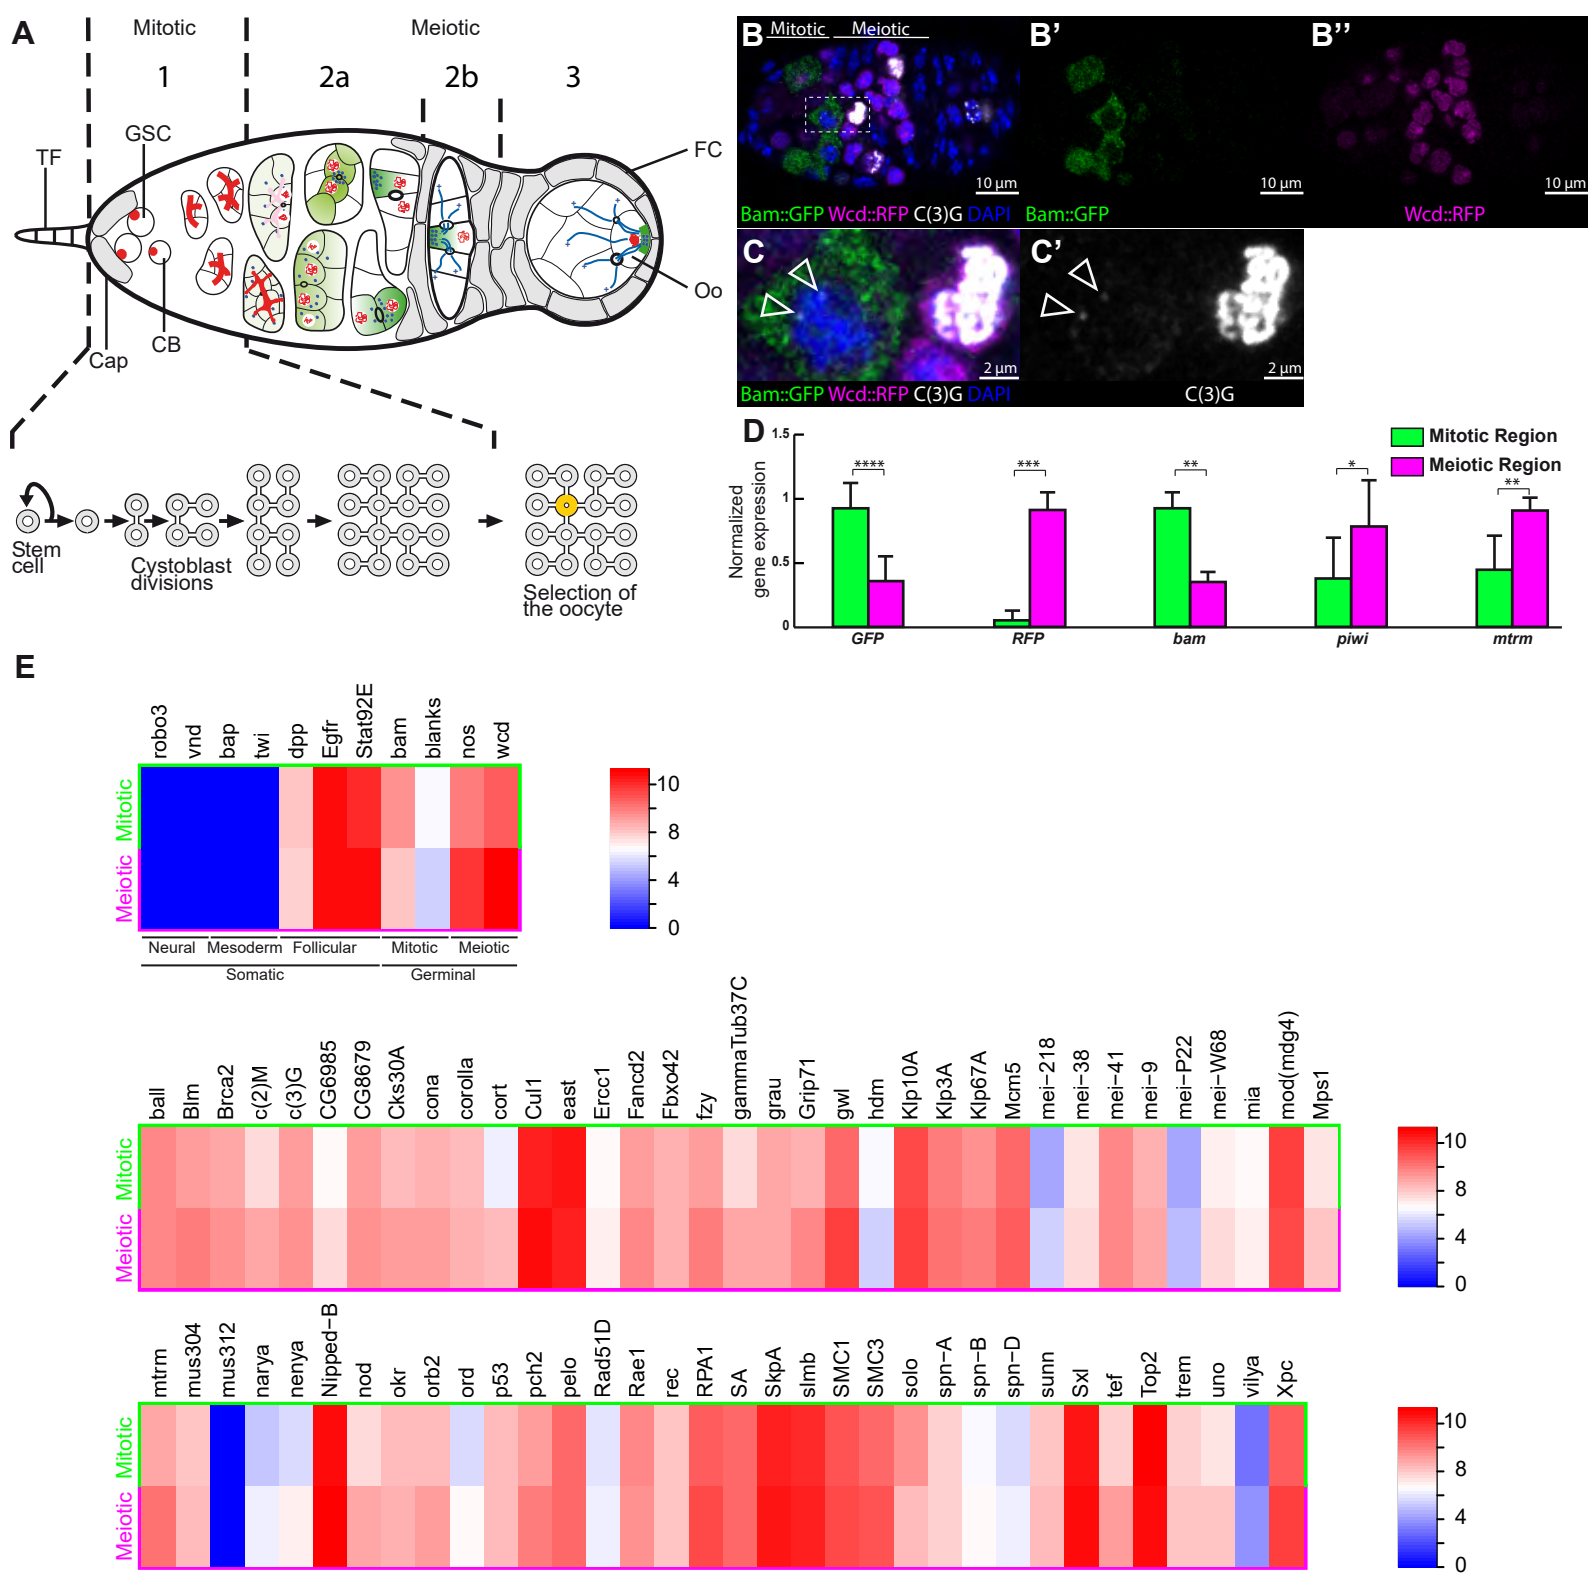 A
Mitotic
Meiotic
1
2a
2b
3
TF
GSC
FC
Oo
Cap
CB
Stem
cell
Cystoblast
divisions
Selection of
the oocyte
B
Mitotic
Meiotic
10 µm
Bam::GFP Wcd::RFP C(3)G DAPI
B’
10 µm
Bam::GFP
B’’
10 µm
Wcd::RFP
C
2 µm
Bam::GFP Wcd::RFP C(3)G DAPI
C’
2 µm
C(3)G
D
Normalized
gene expression
1.5
1
0.5
0
Mitotic Region
Meiotic Region
**** *** ** * **
GFP RFP bam piwi mtrm
E
robo3 vnd bap twi dpp Egfr Stat92E bam blanks nos wcd
Mitotic
Meiotic
Neural Mesoderm Follicular Mitotic Meiotic
Somatic Germinal
10
8
4
0
ball Blm Brca2 c(2)M c(3)G CG6985 CG8679 Cks30A cona corolla cort Cul1 east Ercc1 Fancd2 Fbxo42 fzy gammaTub37C grau Grip71 gwl hdm Klp10A Klp3A Klp67A Mcm5 mei−218 mei−38 mei−41 mei−9 mei−P22 mei−W68 mia mod(mdg4) Mps1
Mitotic
Meiotic
10
8
4
0
mtrm mus304 mus312 narya nenya Nipped−B nod okr orb2 ord p53 pch2 pelo Rad51D Rae1 rec RPA1 SA SkpA slmb SMC1 SMC3 solo spn−A spn−B spn−D sunn Sxl tef Top2 trem uno vilya Xpc
Mitotic
Meiotic
10
8
4
0